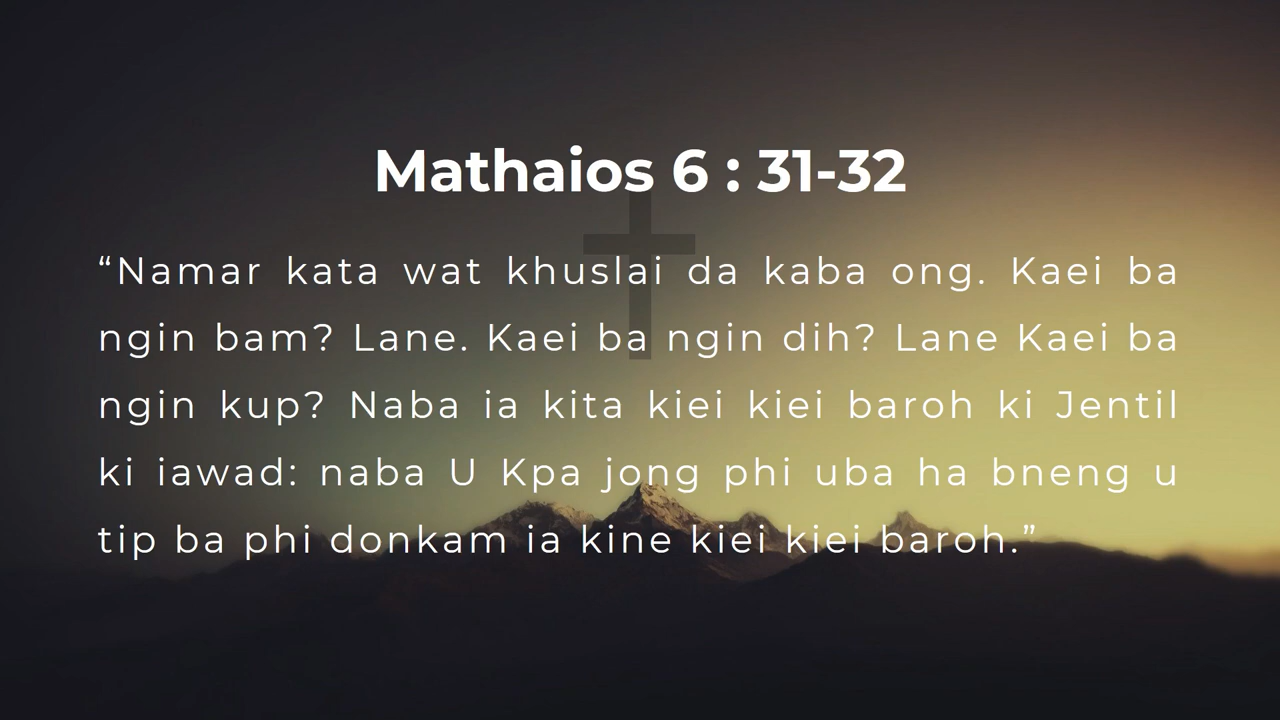 Mathaios 6 : 31-32
“Namar kata wat khuslai da kaba ong. Kaei ba
ngin bam? Lane. Kaei ba ngin dih? Lane Kaei ba
ngin kup? Naba ia kita kiei kiei baroh ki Jentil
ki iawad: naba U Kpa jong phi uba ha bneng u
tip ba phi donkam ia kine kiei kiei baroh.”